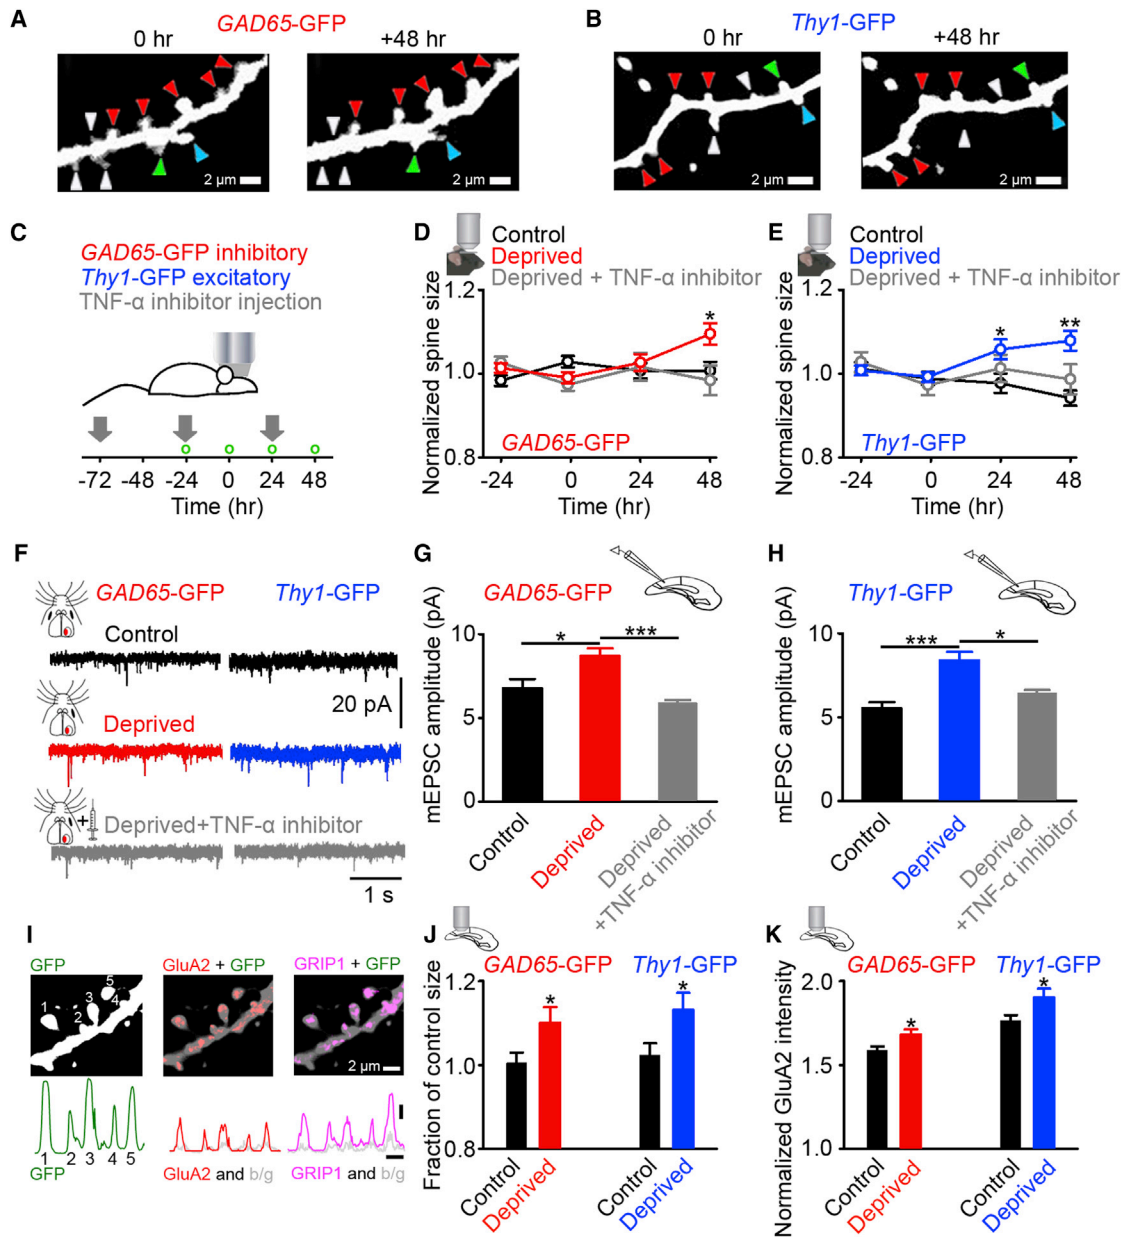 A
GAD65-GFP
0 hr
+48 hr
2 μm
2 μm
B
Thy1-GFP
0 hr
+48 hr
2 μm
2 μm
C
GAD65-GFP inhibitory
Thy1-GFP excitatory
TNF-α inhibitor injection
-72 -48 -24 0 24 48
Time (hr)
D
Control
Deprived
Deprived + TNF-α inhibitor
Normalized spine size
1.2
1.0
0.8
*
GAD65-GFP
-24 0 24 48
Time (hr)
E
Control
Deprived
Deprived + TNF-α inhibitor
Normalized spine size
1.2
1.0
0.8
* **
Thy1-GFP
-24 0 24 48
Time (hr)
F
GAD65-GFP Thy1-GFP
Control
20 pA
Deprived
+
Deprived+TNF-α inhibitor
1 s
G
GAD65-GFP
mEPSC amplitude (pA)
10
5
0
* ***
Control
Deprived
Deprived
+TNF-α inhibitor
H
Thy1-GFP
mEPSC amplitude (pA)
10
5
0
*** *
Control
Deprived
Deprived
+TNF-α inhibitor
I
GFP
GluA2 + GFP
GRIP1 + GFP
1 2 3 4 5
2 μm
1 2 3 4 5
GFP
GluA2 and b/g
GRIP1 and b/g
J
GAD65-GFP Thy1-GFP
Fraction of control size
1.2
1.0
0.8
* *
Control
Deprived
Control
Deprived
K
GAD65-GFP Thy1-GFP
Normalized GluA2 intensity
2.0
1.5
1.0
* *
Control
Deprived
Control
Deprived